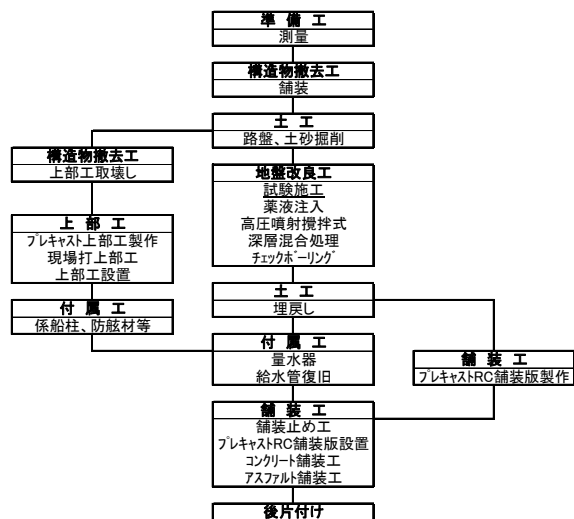 準 備 工
測量
構造物撤去工
舗装
土 工
路盤、土砂掘削
構造物撤去工
上部工取壊し
上 部 工
プレキャスト上部工製作
現場打上部工
上部工設置
付 属 工
係船柱、防舷材等
地盤改良工
試験施工
薬液注入
高圧噴射攪拌式
深層混合処理
チェックボーリング
土 工
埋戻し
付 属 工
量水器
給水管復旧
舗 装 工
プレキャストRC舗装版製作
舗 装 工
舗装止め工
プレキャストRC舗装版設置
コンクリート舗装工
アスファルト舗装工
後片付け